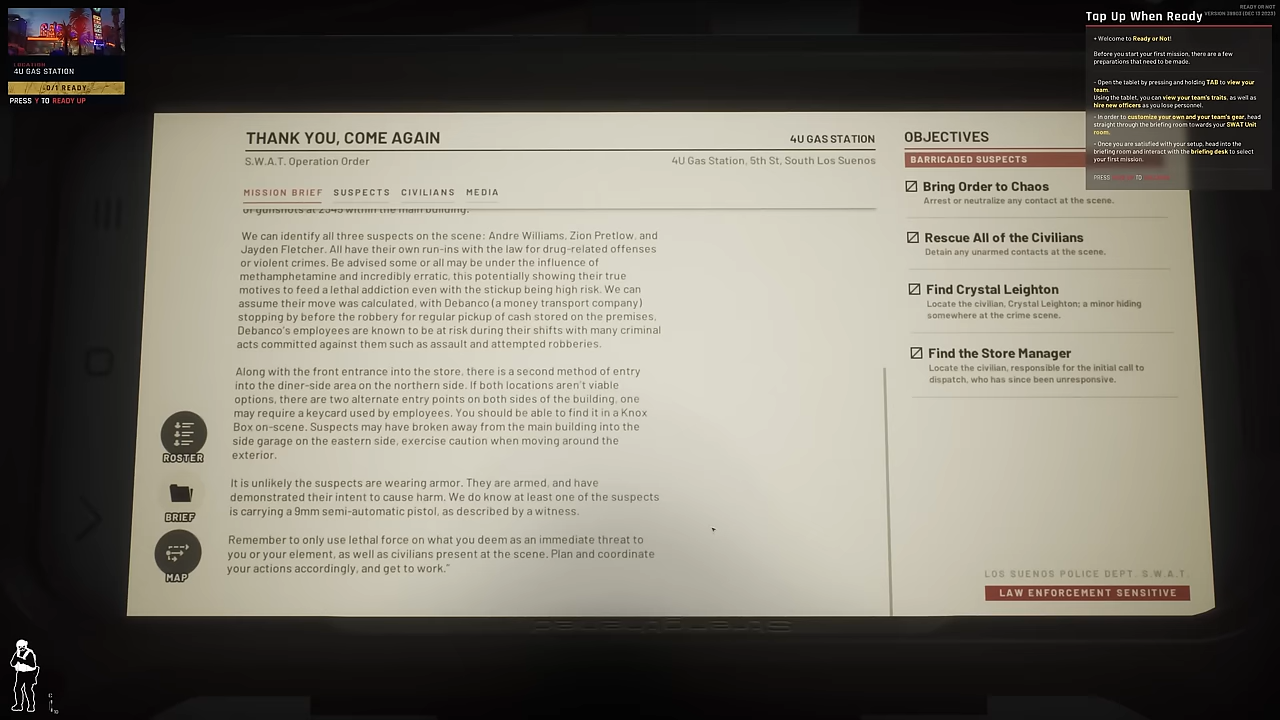 READY OR NOT
VERSION 39902 (DEC 13 2023)
Tap Up When Ready
+ Welcome to Ready or Not!
Before you start your first mission, there are a few
preparations that need to be made.
- Open the tablet by pressing and holding TAB to view your
team.
Using the tablet, you can view your team's traits, as well as
hire new officers as you lose personnel.
- In order to customize your own and your team's gear, head
straight through the briefing room towards your SWAT Unit
room.
- Once you are satisfied with your setup, head into the
briefing room and interact with the briefing desk to select
your first mission.
PRESS TO
LOCATION
4U GAS STATION
0/1 READY
PRESS Y TO READY UP
THANK YOU, COME AGAIN
4U GAS STATION
S.W.A.T. Operation Order
4U Gas Station, 5th St, South Los Suenos
MISSION BRIEF SUSPECTS CIVILIANS MEDIA
of gunshots at 2345 within the main building.
We can identify all three suspects on the scene: Andre Williams, Zion Pretlow, and
Jayden Fletcher. All have their own run-ins with the law for drug-related offenses
or violent crimes. Be advised some or all may be under the influence of
methamphetamine and incredibly erratic, this potentially showing their true
motives to feed a lethal addiction even with the stickup being high risk. We can
assume their move was calculated, with Debanco (a money transport company)
stopping by before the robbery for regular pickup of cash stored on the premises,
Debanco's employees are known to be at risk during their shifts with many criminal
acts committed against them such as assault and attempted robberies.
Along with the front entrance into the store, there is a second method of entry
into the diner-side area on the northern side. If both locations aren't viable
options, there are two alternate entry points on both sides of the building, one
may require a keycard used by employees. You should be able to find it in a Knox
Box on-scene. Suspects may have broken away from the main building into the
side garage on the eastern side, exercise caution when moving around the
exterior.
It is unlikely the suspects are wearing armor. They are armed, and have
demonstrated their intent to cause harm. We do know at least one of the suspects
is carrying a 9mm semi-automatic pistol, as described by a witness.
Remember to only use lethal force on what you deem as an immediate threat to
you or your element, as well as civilians present at the scene. Plan and coordinate
your actions accordingly, and get to work."
OBJECTIVES
BARRICADED SUSPECTS
Bring Order to Chaos
Arrest or neutralize any contact at the scene.
Rescue All of the Civilians
Detain any unarmed contacts at the scene.
Find Crystal Leighton
Locate the civilian, Crystal Leighton; a minor hiding
somewhere at the crime scene.
Find the Store Manager
Locate the civilian, responsible for the initial call to
dispatch, who has since been unresponsive.
ROSTER
BRIEF
MAP
LOS SUENOS POLICE DEPT. S.W.A.T.
LAW ENFORCEMENT SENSITIVE